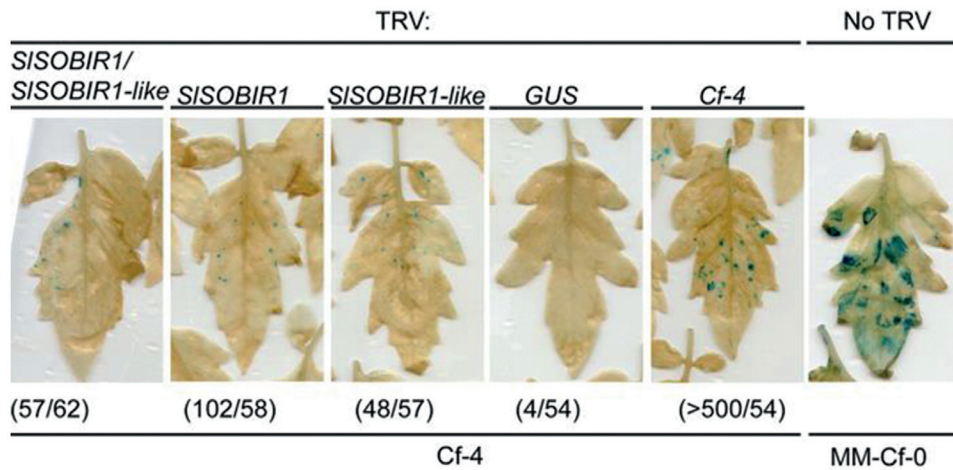 TRV: No TRV
SlSOBIR1/
SlSOBIR1-like SlSOBIR1 SlSOBIR1-like GUS Cf-4
(57/62) (102/58) (48/57) (4/54) (>500/54)
Cf-4 MM-Cf-0